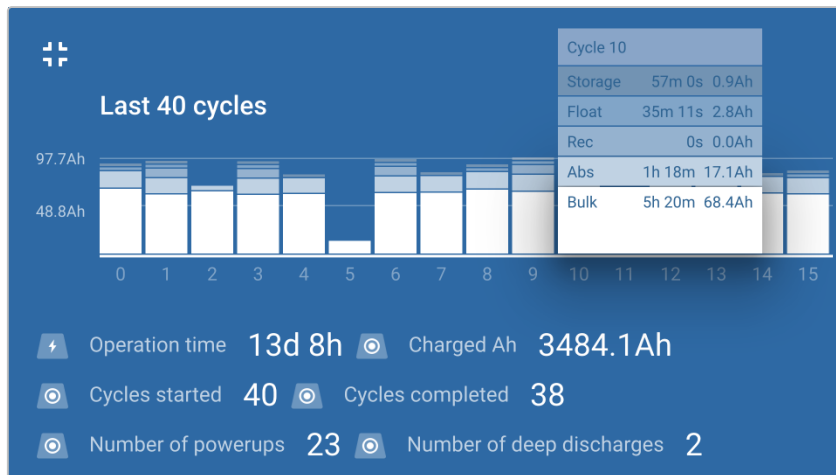 Last 40 cycles
Cycle 10
Storage 57m 0s 0.9Ah
Float 35m 11s 2.8Ah
Rec 0s 0.0Ah
Abs 1h 18m 17.1Ah
Bulk 5h 20m 68.4Ah
97.7Ah
48.8Ah
0 1 2 3 4 5 6 7 8 9 10 11 12 13 14 15
Operation time 13d 8h Charged Ah 3484.1Ah
Cycles started 40 Cycles completed 38
Number of powerups 23 Number of deep discharges 2